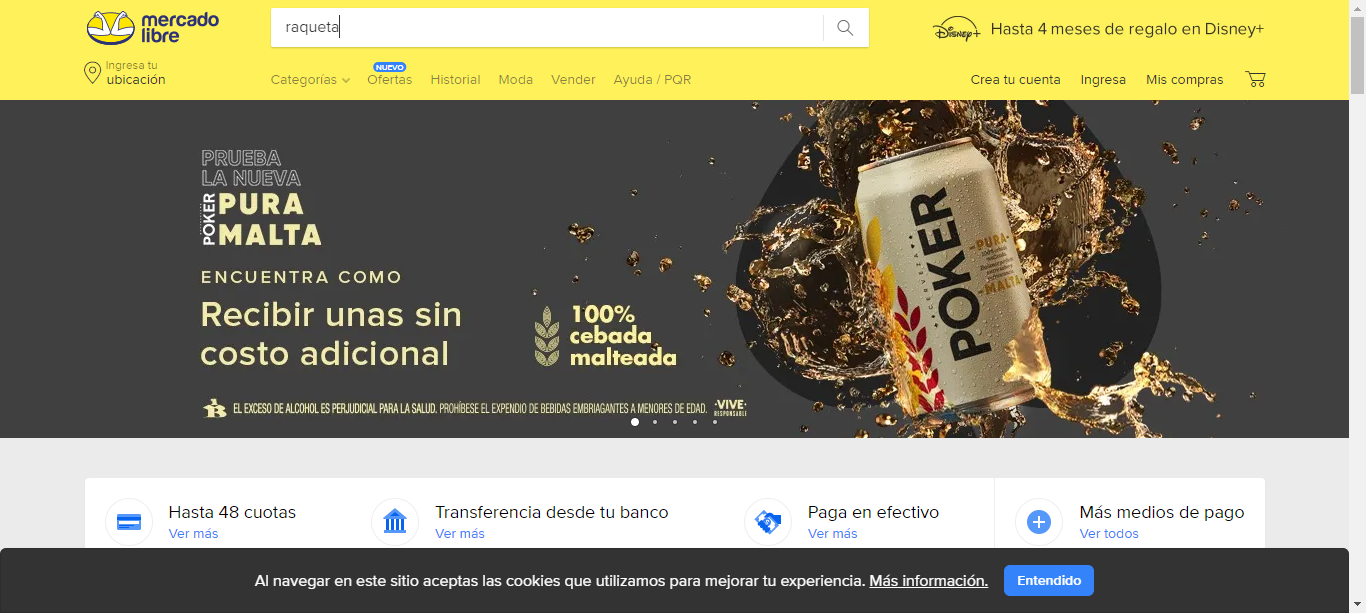 mercado
libre
raqueta
Disney+
Hasta 4 meses de regalo en Disney+
Ingresa tu
ubicación
Categorías
NUEVO
Ofertas
Historial
Moda
Vender
Ayuda / PQR
Crea tu cuenta
Ingresa
Mis compras
PRUEBA
LA NUEVA
POKER
PURA
MALTA
ENCUENTRA COMO
Recibir unas sin
costo adicional
100%
cebada
malteada
CERVEZA
POKER
-PURA-
-MALTA-
EL EXCESO DE ALCOHOL ES PERJUDICIAL PARA LA SALUD. PROHÍBESE EL EXPENDIO DE BEBIDAS EMBRIAGANTES A MENORES DE EDAD.
·VIVE·
RESPONSABLE
Hasta 48 cuotas
Ver más
Transferencia desde tu banco
Ver más
Paga en efectivo
Ver más
Más medios de pago
Ver todos
Al navegar en este sitio aceptas las cookies que utilizamos para mejorar tu experiencia. Más información.
Entendido